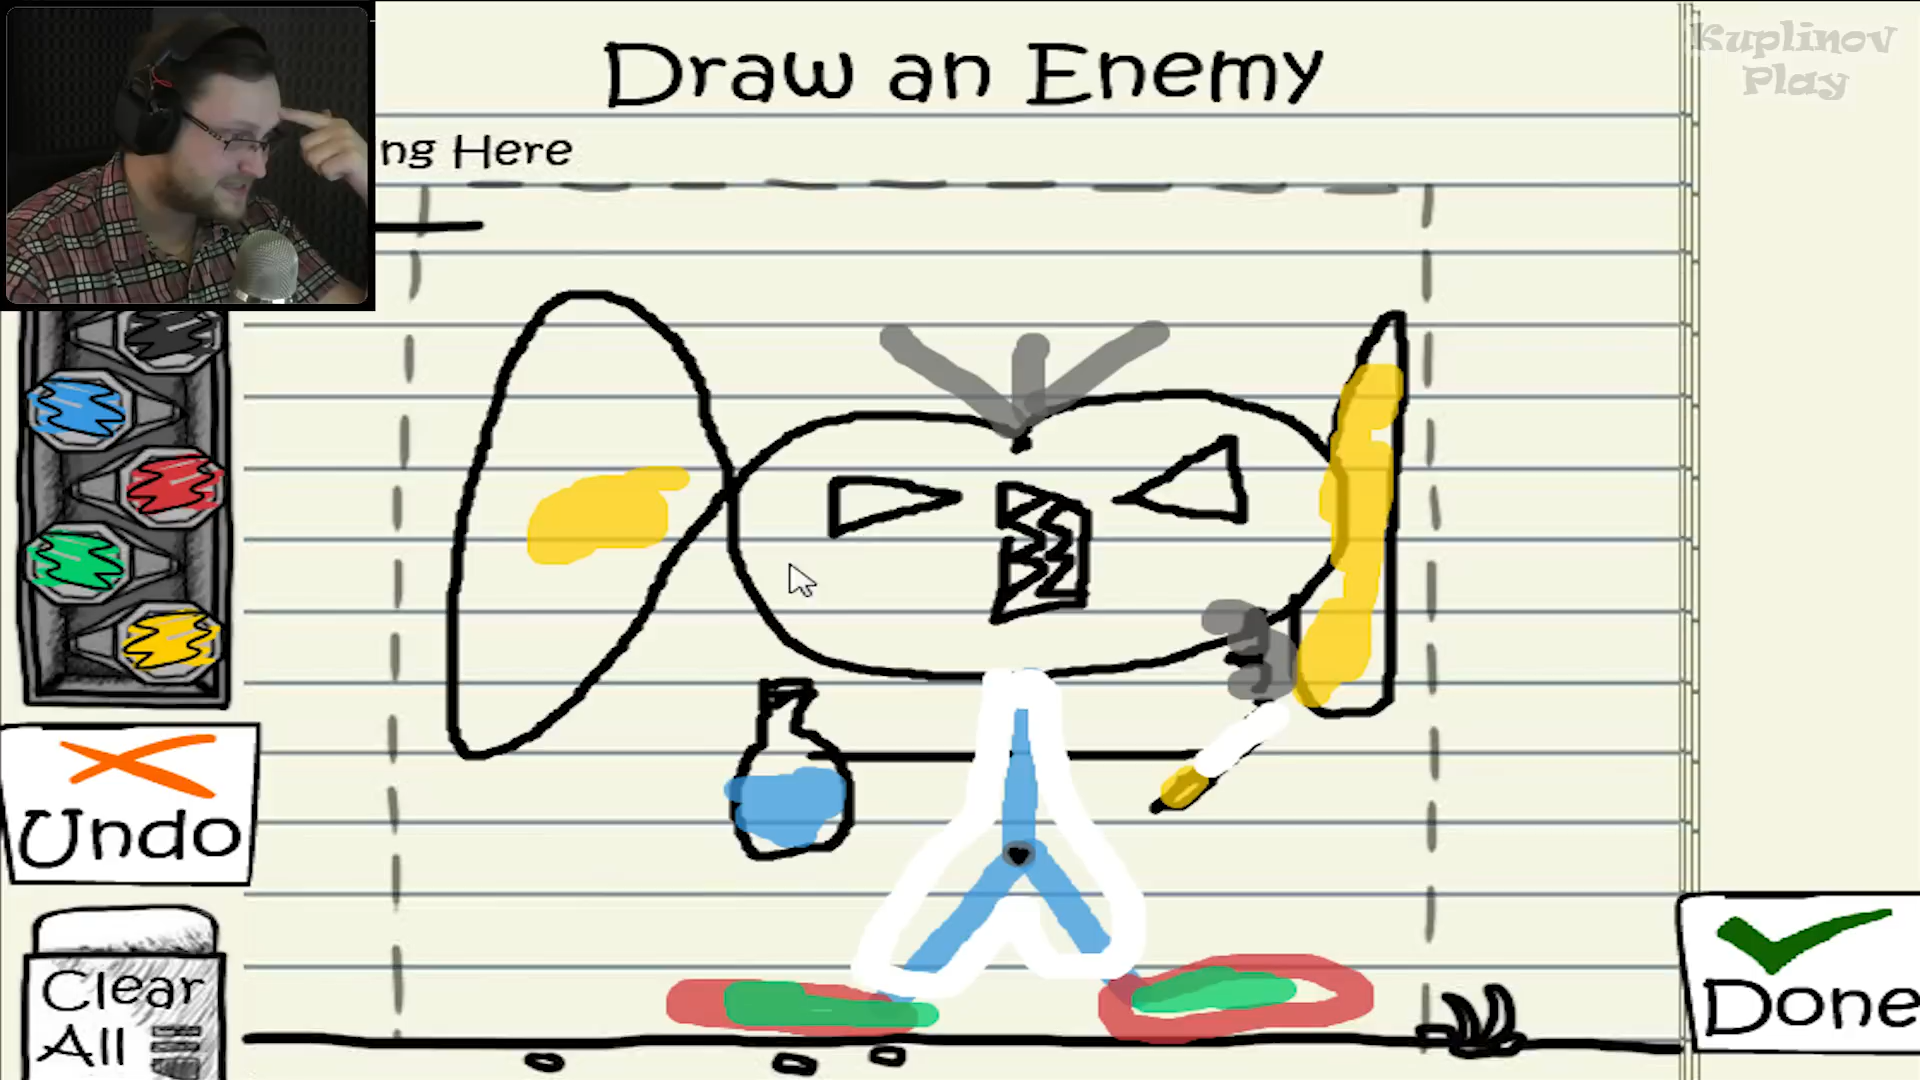 Draw an Enemy
Kuplinov
Play
ng Here
Undo
Clear
All
Done